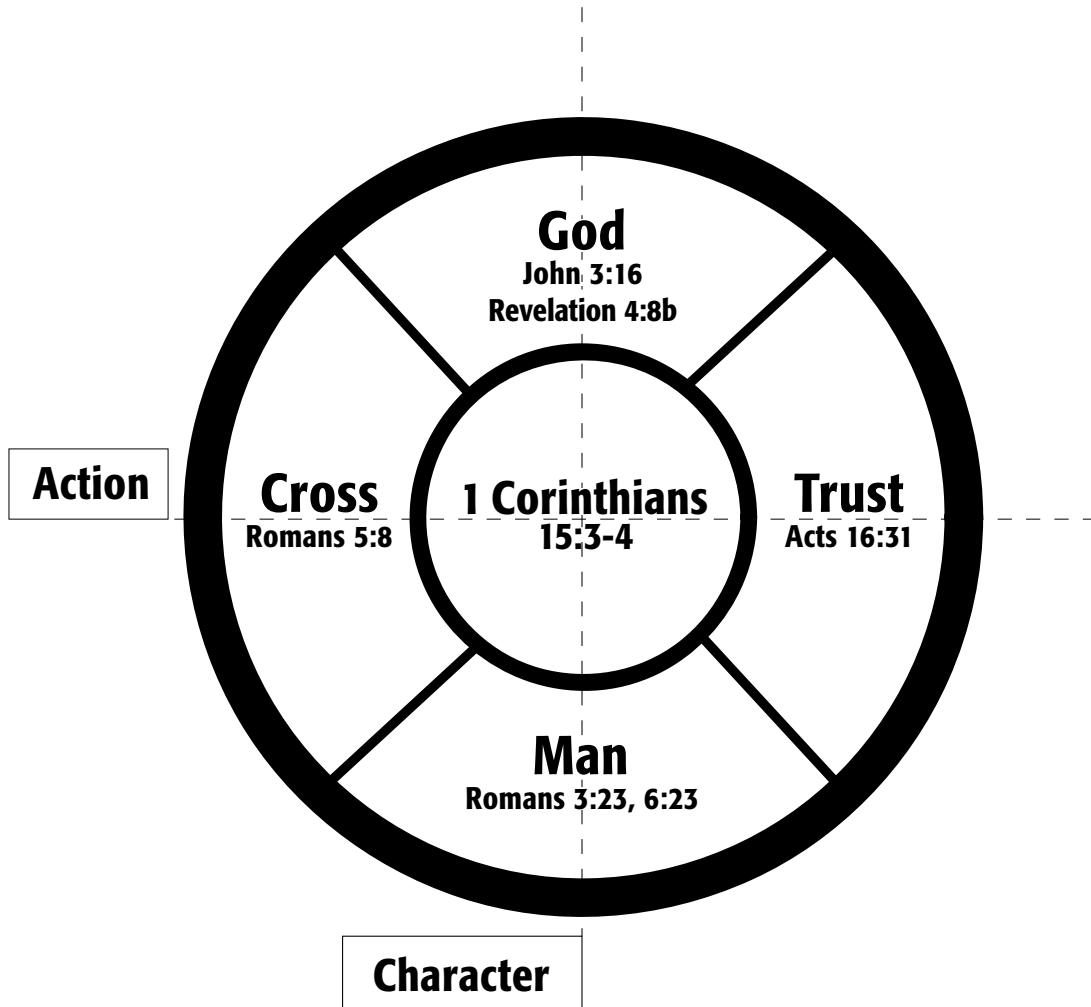 God
John 3:16
Revelation 4:8b
Action
Cross
Romans 5:8
1 Corinthians
15:3-4
Trust
Acts 16:31
Man
Romans 3:23, 6:23
Character